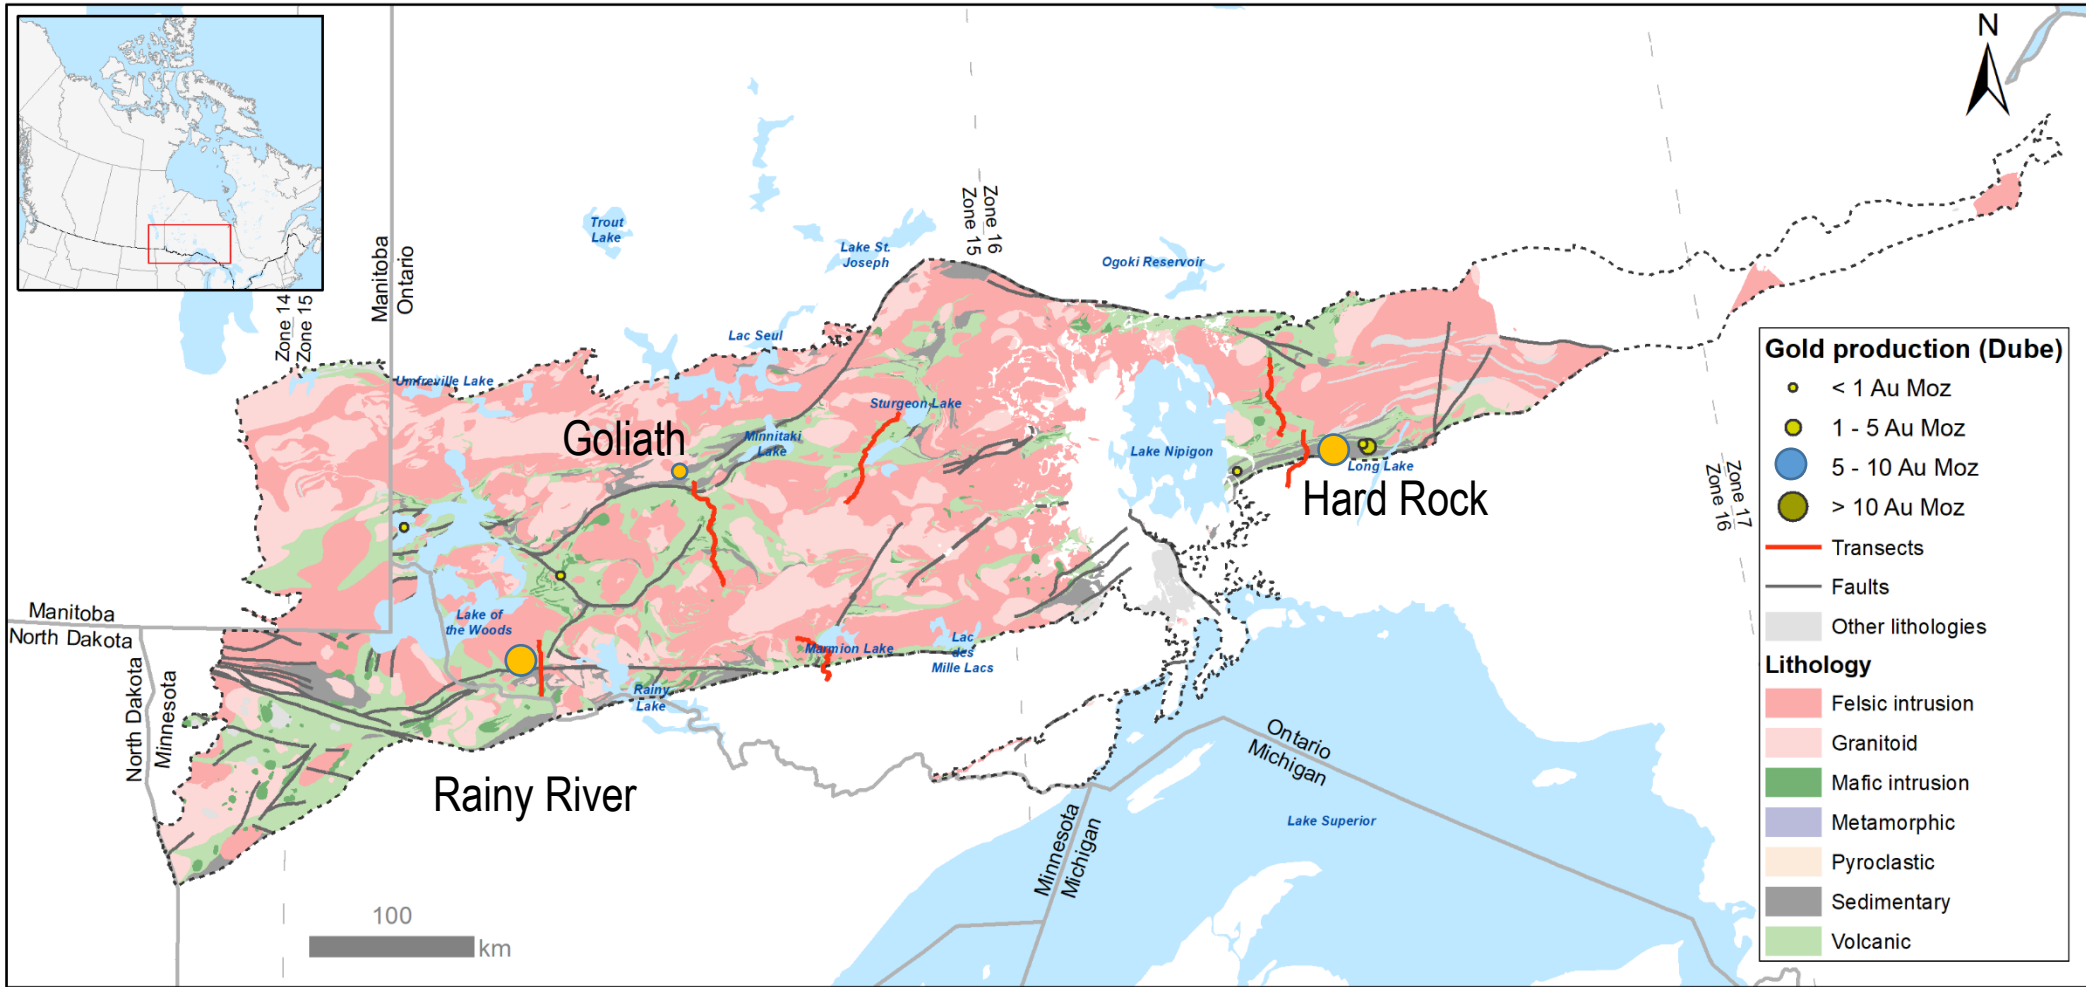 N
Manitoba
Ontario
Zone 14
Zone 15
Zone 15
Zone 16
Zone 17
Zone 16
Trout
Lake
Lake St.
Joseph
Ogoki Reservoir
Lac Seul
Umfreville Lake
Sturgeon Lake
Goliath
Minnitaki
Lake
Lake Nipigon
Long Lake
Hard Rock
Manitoba
North Dakota
Lake of
the Woods
Marmion Lake
Lac
des
Mille Lacs
Rainy
Lake
North Dakota
Minnesota
Rainy River
Ontario
Michigan
Minnesota
Michigan
Lake Superior
100
km
Gold production (Dube)
< 1 Au Moz
1 - 5 Au Moz
5 - 10 Au Moz
> 10 Au Moz
Transects
Faults
Other lithologies
Lithology
Felsic intrusion
Granitoid
Mafic intrusion
Metamorphic
Pyroclastic
Sedimentary
Volcanic